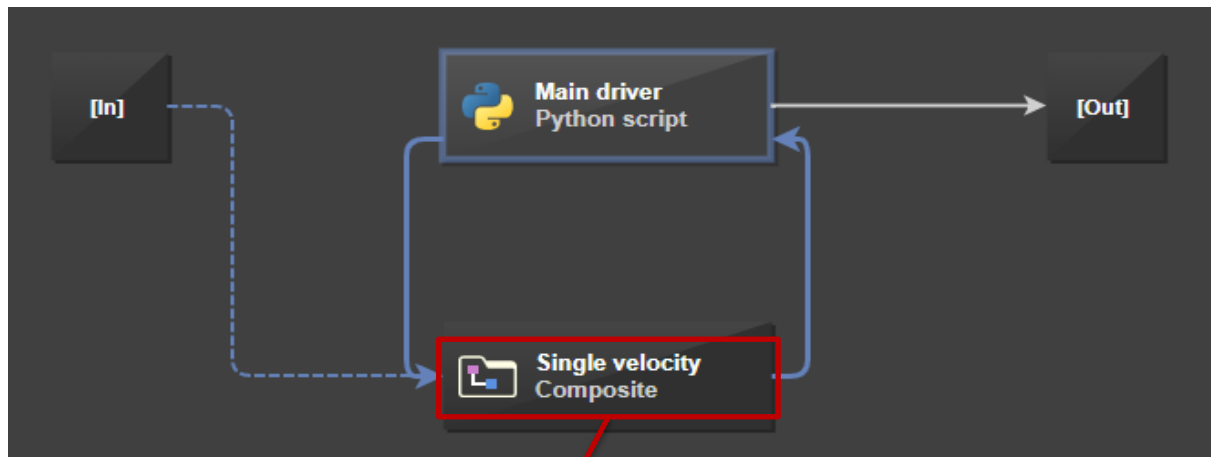 [In]
Main driver
Python script
[Out]
Single velocity
Composite